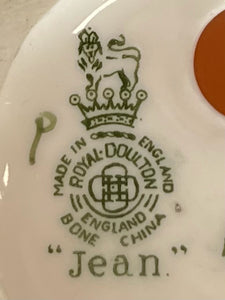 MADE IN ENGLAND
ROYAL·DOULTON
ENGLAND
BONE CHINA
"Jean."